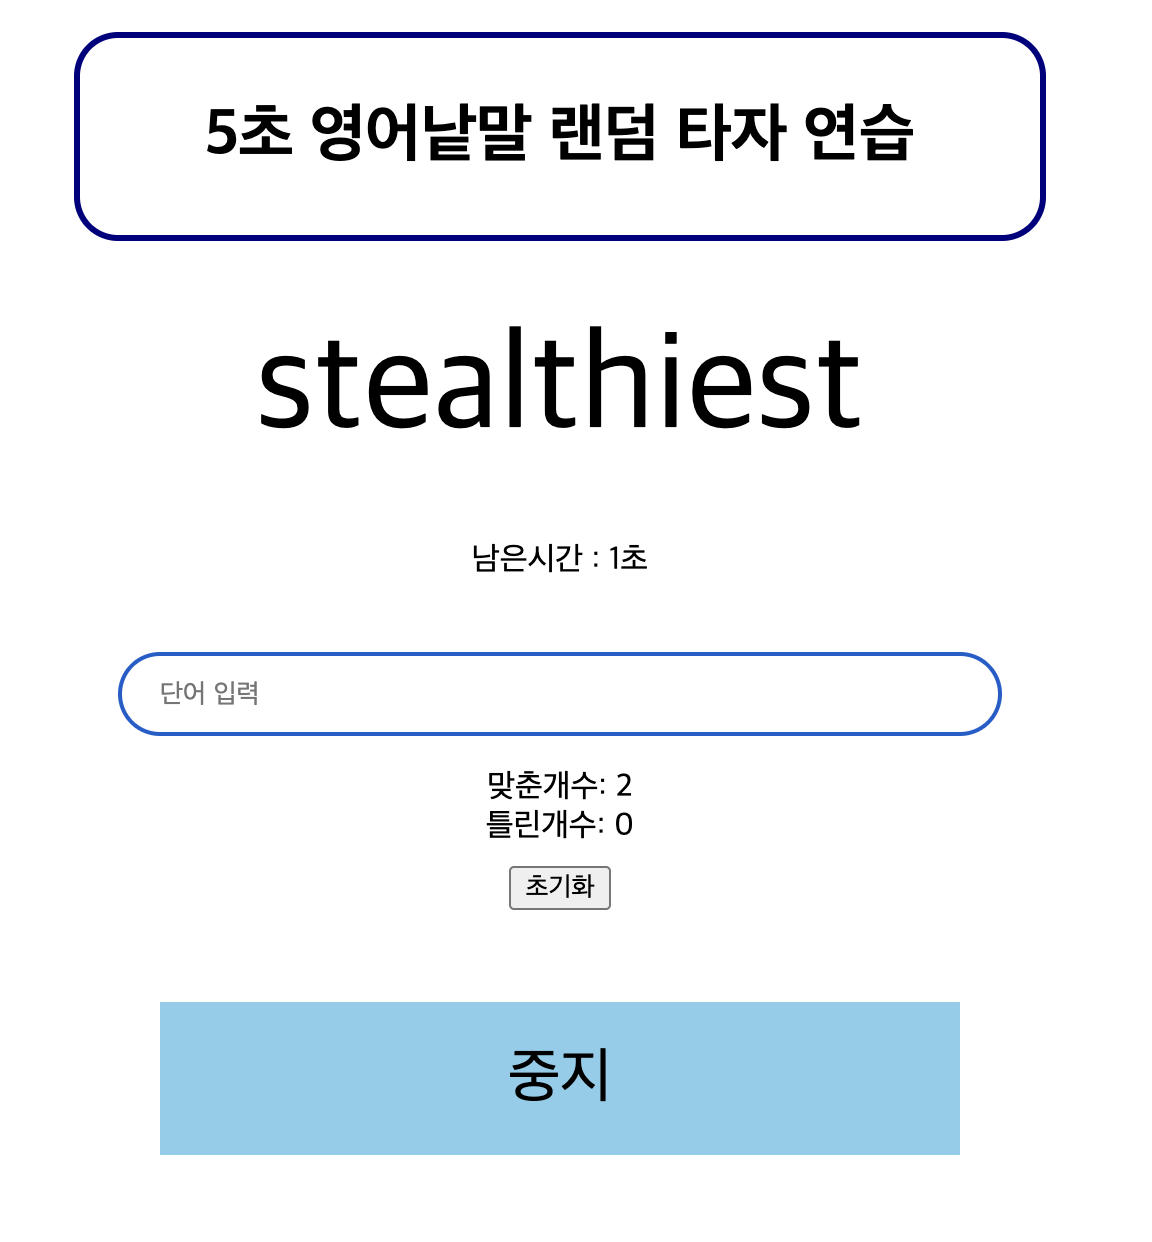 5초 영어낱말 랜덤 타자 연습
stealthiest
남은시간 : 1초
단어 입력
맞춘개수: 2
틀린개수: 0
초기화
중지